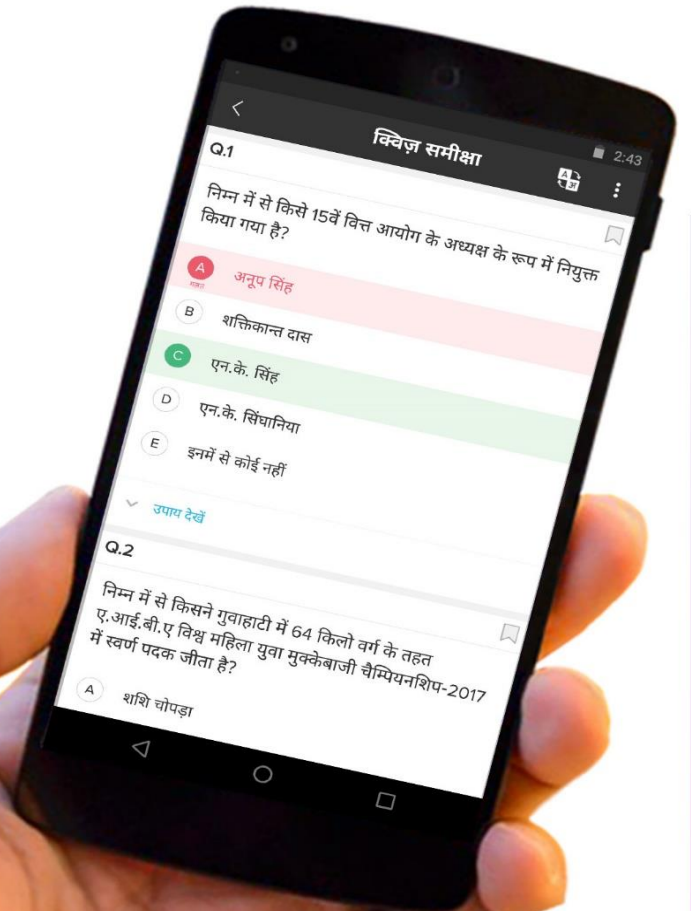 2:43
क्विज़ समीक्षा
Q.1
निम्न में से किसे 15वें वित्त आयोग के अध्यक्ष के रूप में नियुक्त
किया गया है?
A अनूप सिंह
गलत
B शक्तिकान्त दास
C एन.के. सिंह
D एन.के. सिंघानिया
E इनमें से कोई नहीं
उपाय देखें
Q.2
निम्न में से किसने गुवाहाटी में 64 किलो वर्ग के तहत
ए.आई.बी.ए विश्व महिला युवा मुक्केबाजी चैम्पियनशिप-2017
में स्वर्ण पदक जीता है?
A शशि चोपड़ा